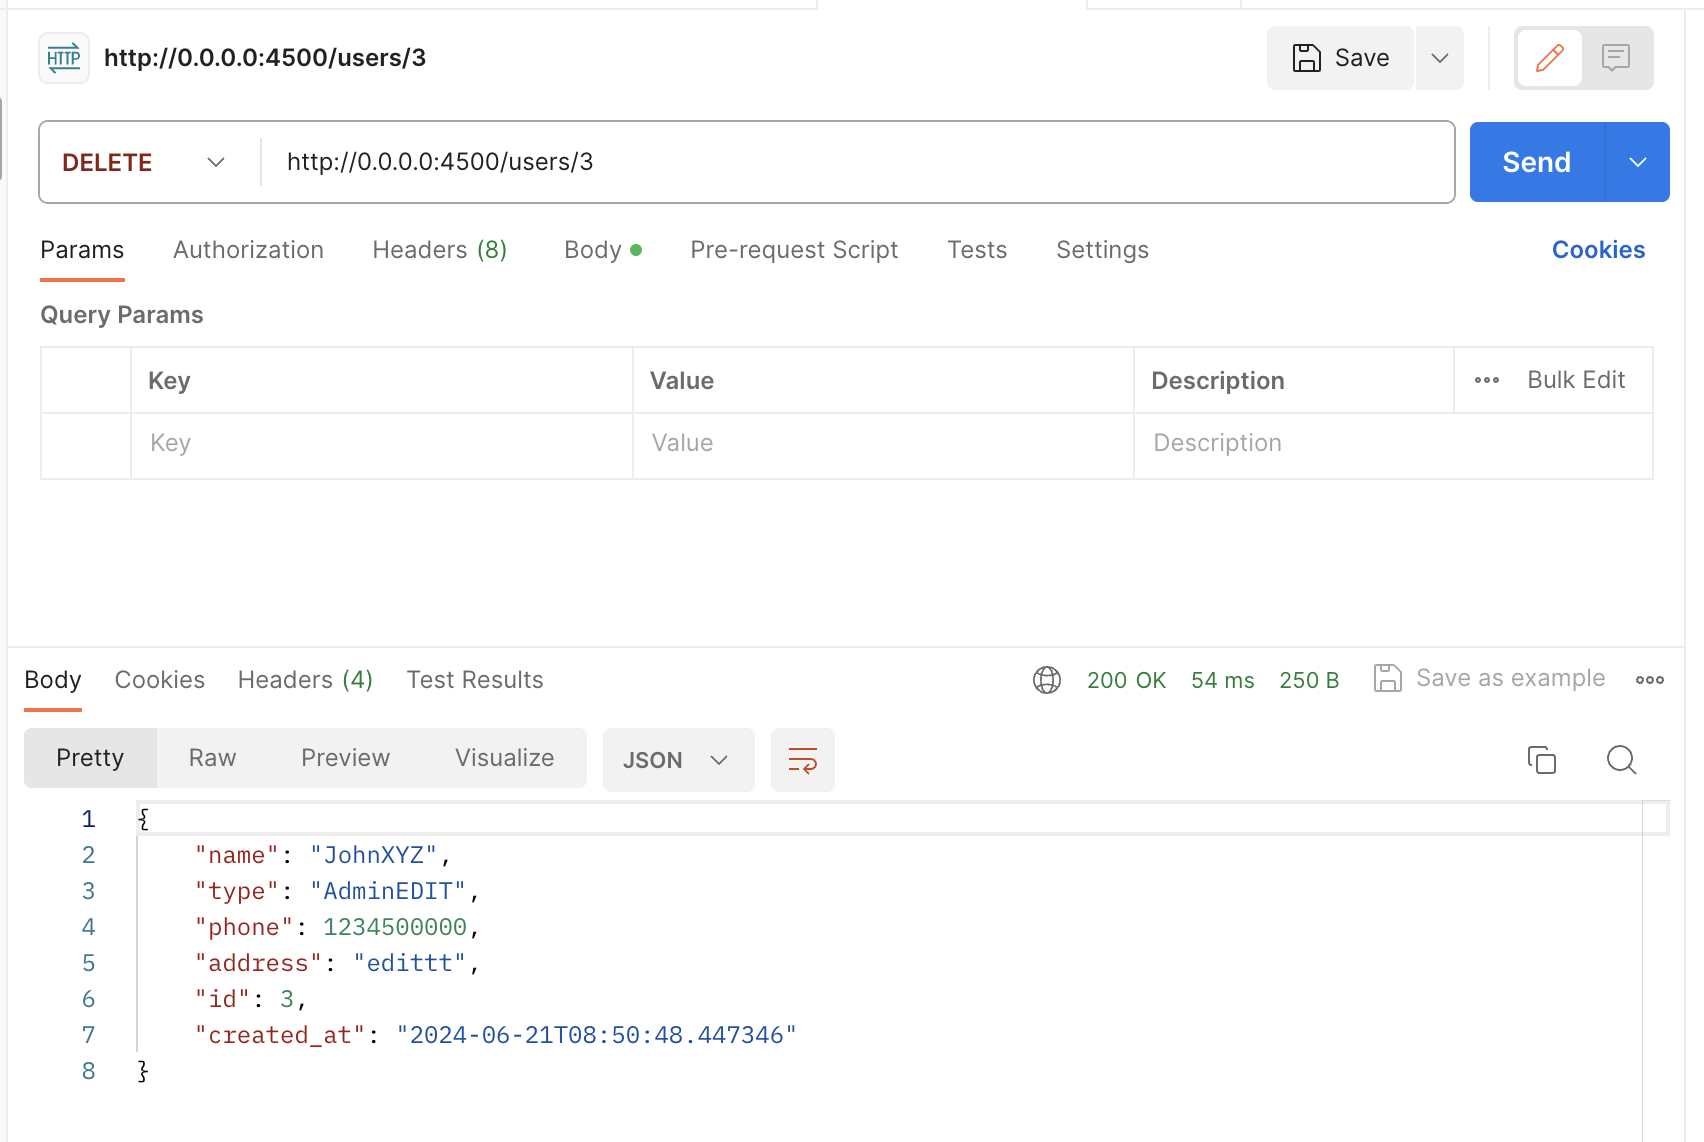 HTTP http://0.0.0.0:4500/users/3 Save
DELETE http://0.0.0.0:4500/users/3 Send
Params Authorization Headers (8) Body Pre-request Script Tests Settings Cookies
Query Params
Key Value Description Bulk Edit
Key Value Description
Body Cookies Headers (4) Test Results 200 OK 54 ms 250 B Save as example
Pretty Raw Preview Visualize JSON
1 {
2 "name": "JohnXYZ",
3 "type": "AdminEDIT",
4 "phone": 1234500000,
5 "address": "edittt",
6 "id": 3,
7 "created_at": "2024-06-21T08:50:48.447346"
8 }